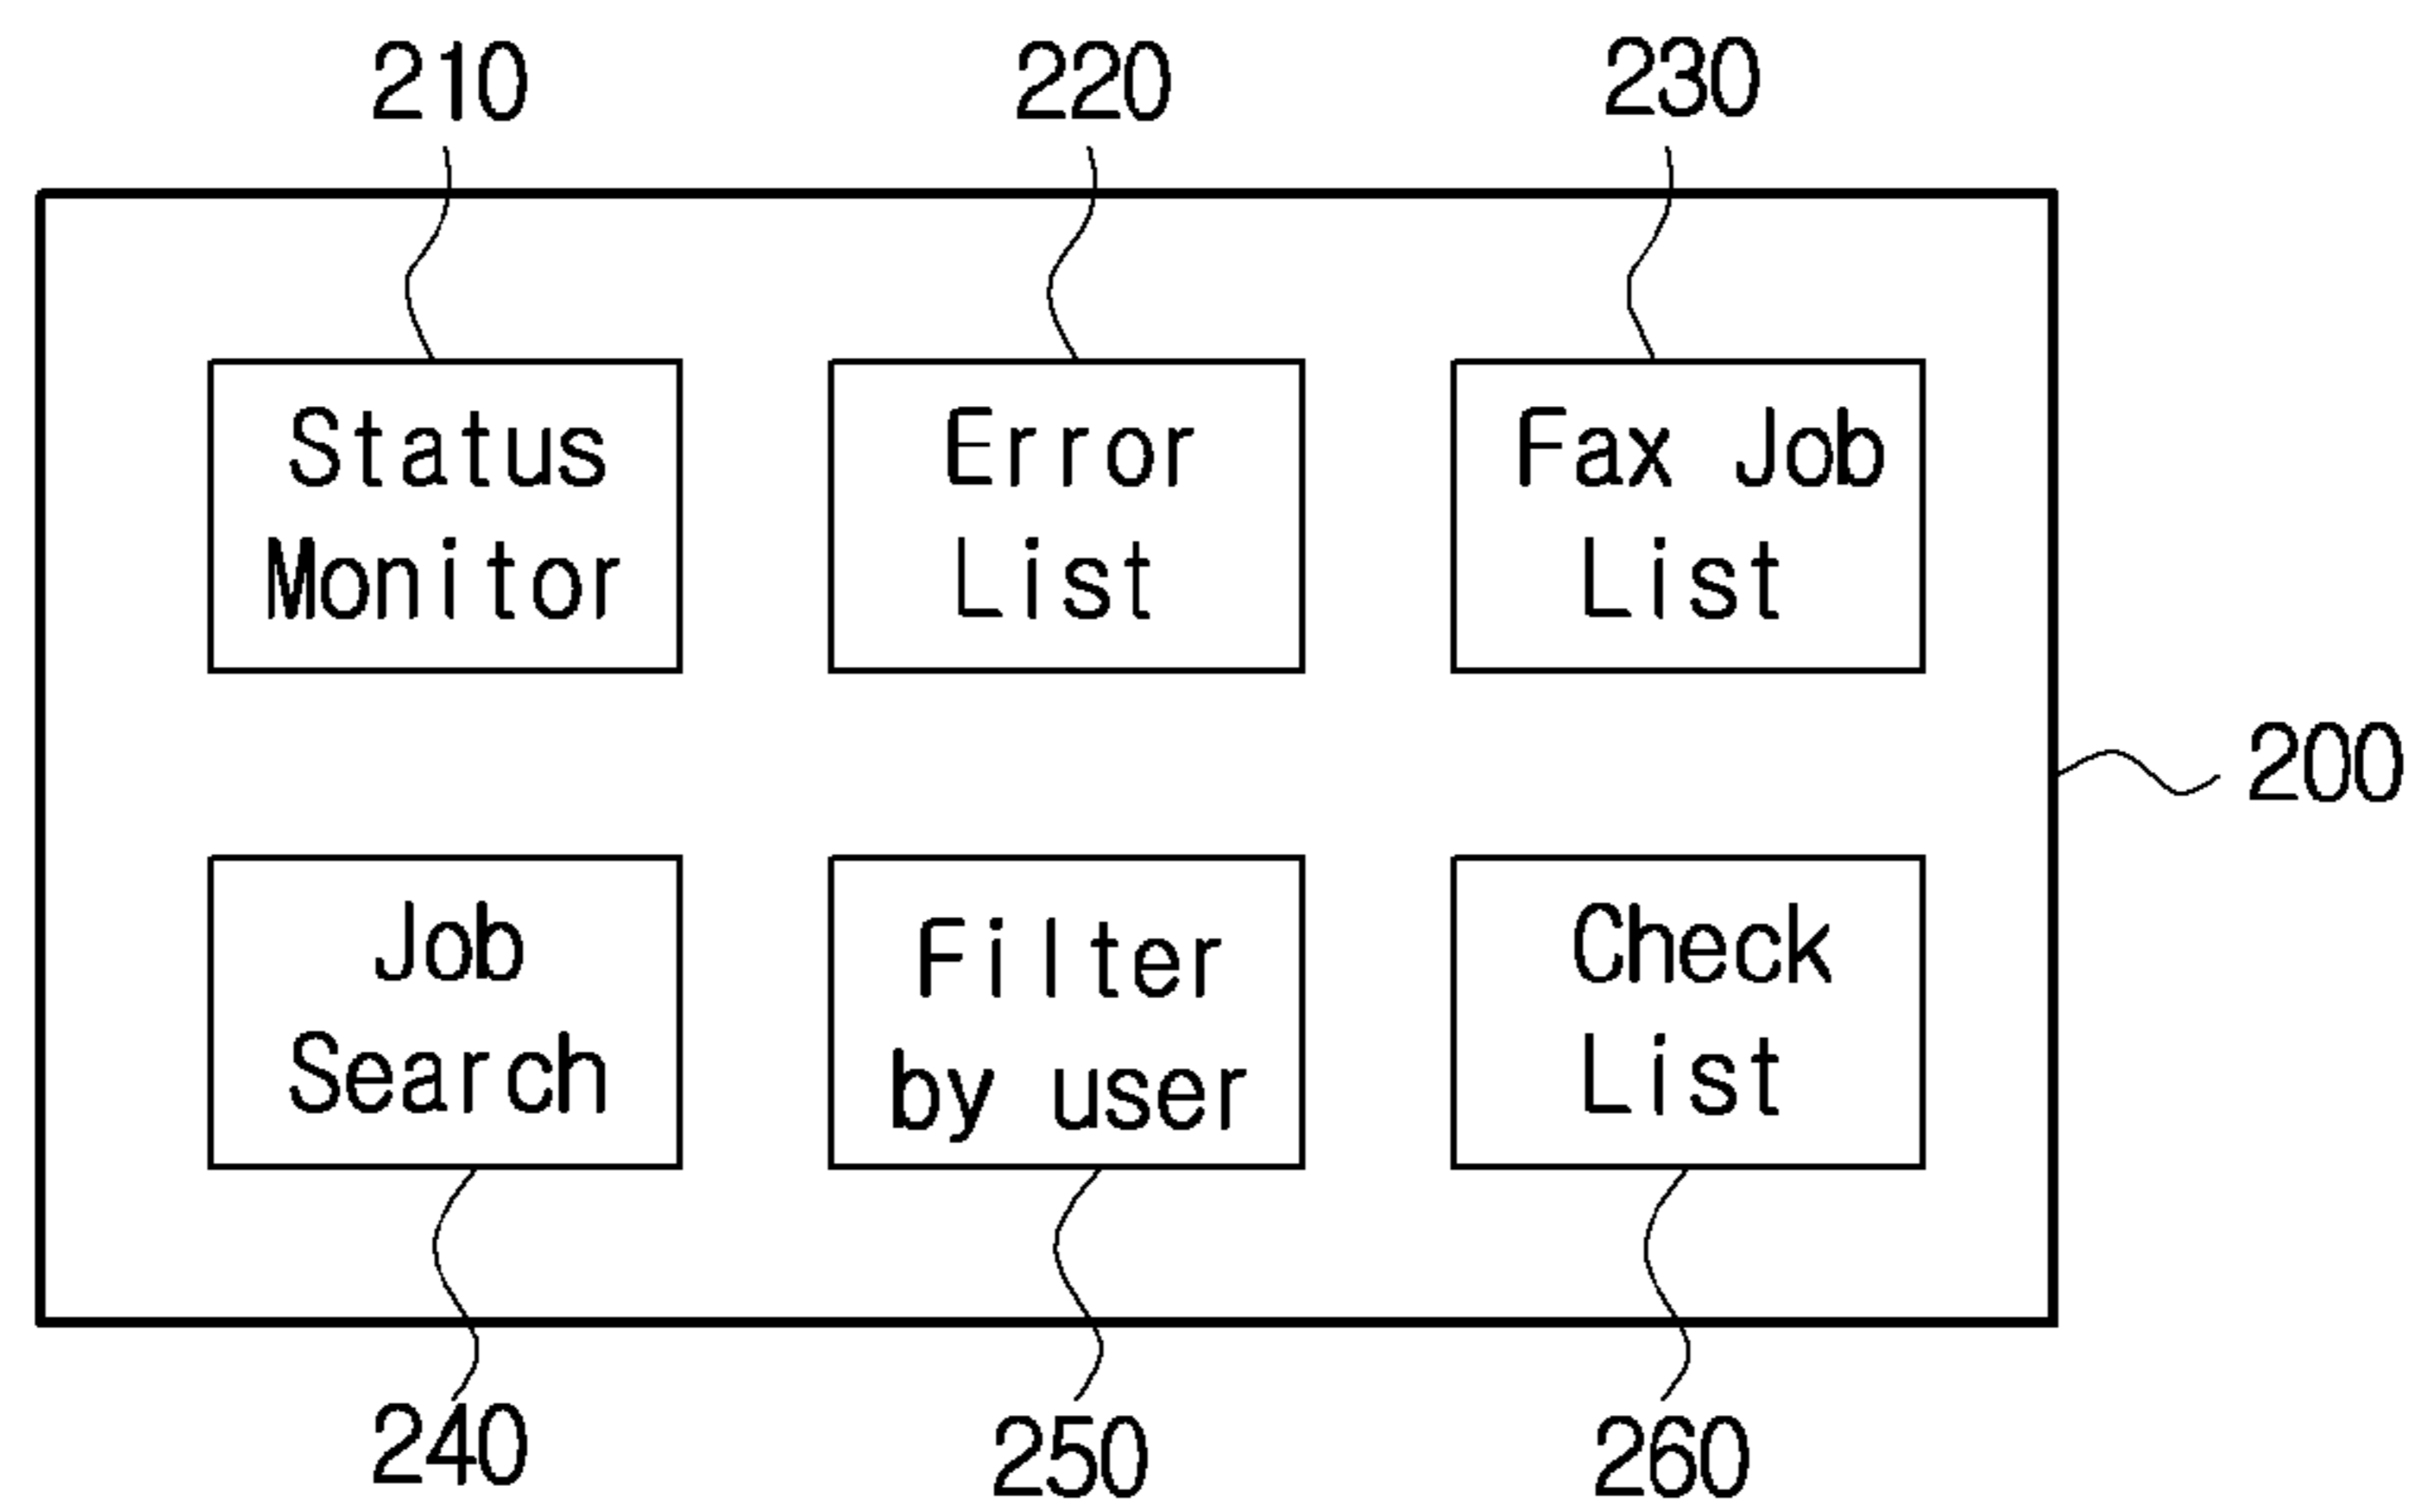 210
220
230
Status
Monitor
Error
List
Fax Job
List
200
Job
Search
Filter
by user
Check
List
240
250
260